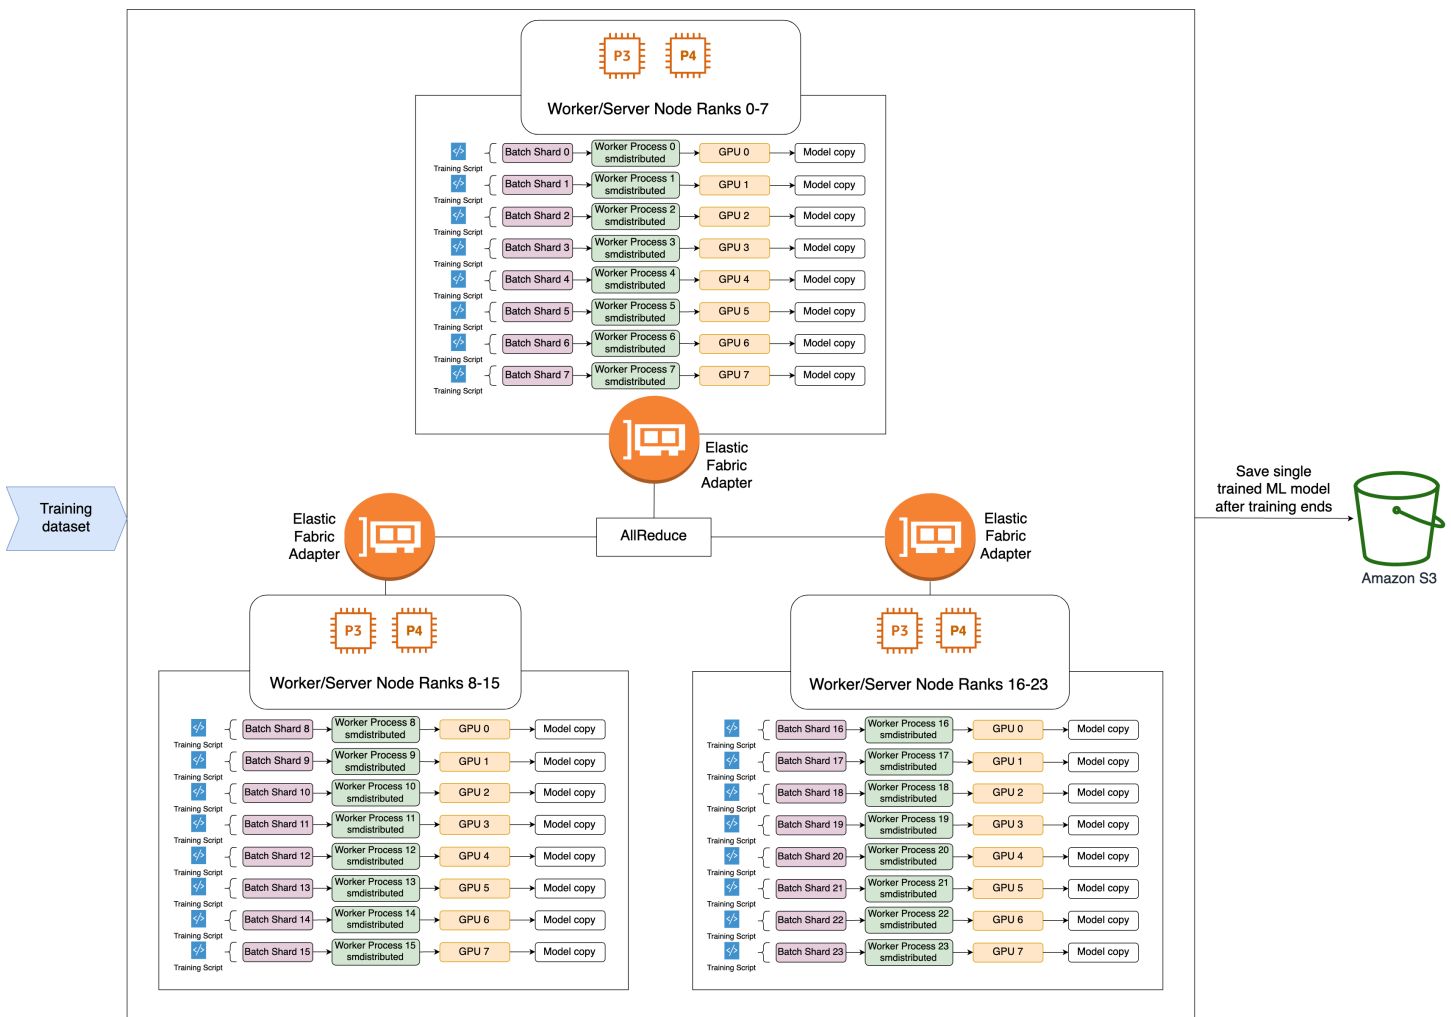 P3
P4
Worker/Server Node Ranks 0-7
Training Script
Batch Shard 0
Worker Process 0
smdistributed
GPU 0
Model copy
Training Script
Batch Shard 1
Worker Process 1
smdistributed
GPU 1
Model copy
Training Script
Batch Shard 2
Worker Process 2
smdistributed
GPU 2
Model copy
Training Script
Batch Shard 3
Worker Process 3
smdistributed
GPU 3
Model copy
Training Script
Batch Shard 4
Worker Process 4
smdistributed
GPU 4
Model copy
Training Script
Batch Shard 5
Worker Process 5
smdistributed
GPU 5
Model copy
Training Script
Batch Shard 6
Worker Process 6
smdistributed
GPU 6
Model copy
Training Script
Batch Shard 7
Worker Process 7
smdistributed
GPU 7
Model copy
Elastic
Fabric
Adapter
Training
dataset
Elastic
Fabric
Adapter
AllReduce
Elastic
Fabric
Adapter
Save single
trained ML model
after training ends
Amazon S3
P3
P4
Worker/Server Node Ranks 8-15
Training Script
Batch Shard 8
Worker Process 8
smdistributed
GPU 0
Model copy
Training Script
Batch Shard 9
Worker Process 9
smdistributed
GPU 1
Model copy
Training Script
Batch Shard 10
Worker Process 10
smdistributed
GPU 2
Model copy
Training Script
Batch Shard 11
Worker Process 11
smdistributed
GPU 3
Model copy
Training Script
Batch Shard 12
Worker Process 12
smdistributed
GPU 4
Model copy
Training Script
Batch Shard 13
Worker Process 13
smdistributed
GPU 5
Model copy
Training Script
Batch Shard 14
Worker Process 14
smdistributed
GPU 6
Model copy
Training Script
Batch Shard 15
Worker Process 15
smdistributed
GPU 7
Model copy
P3
P4
Worker/Server Node Ranks 16-23
Training Script
Batch Shard 16
Worker Process 16
smdistributed
GPU 0
Model copy
Training Script
Batch Shard 17
Worker Process 17
smdistributed
GPU 1
Model copy
Training Script
Batch Shard 18
Worker Process 18
smdistributed
GPU 2
Model copy
Training Script
Batch Shard 19
Worker Process 19
smdistributed
GPU 3
Model copy
Training Script
Batch Shard 20
Worker Process 20
smdistributed
GPU 4
Model copy
Training Script
Batch Shard 21
Worker Process 21
smdistributed
GPU 5
Model copy
Training Script
Batch Shard 22
Worker Process 22
smdistributed
GPU 6
Model copy
Training Script
Batch Shard 23
Worker Process 23
smdistributed
GPU 7
Model copy